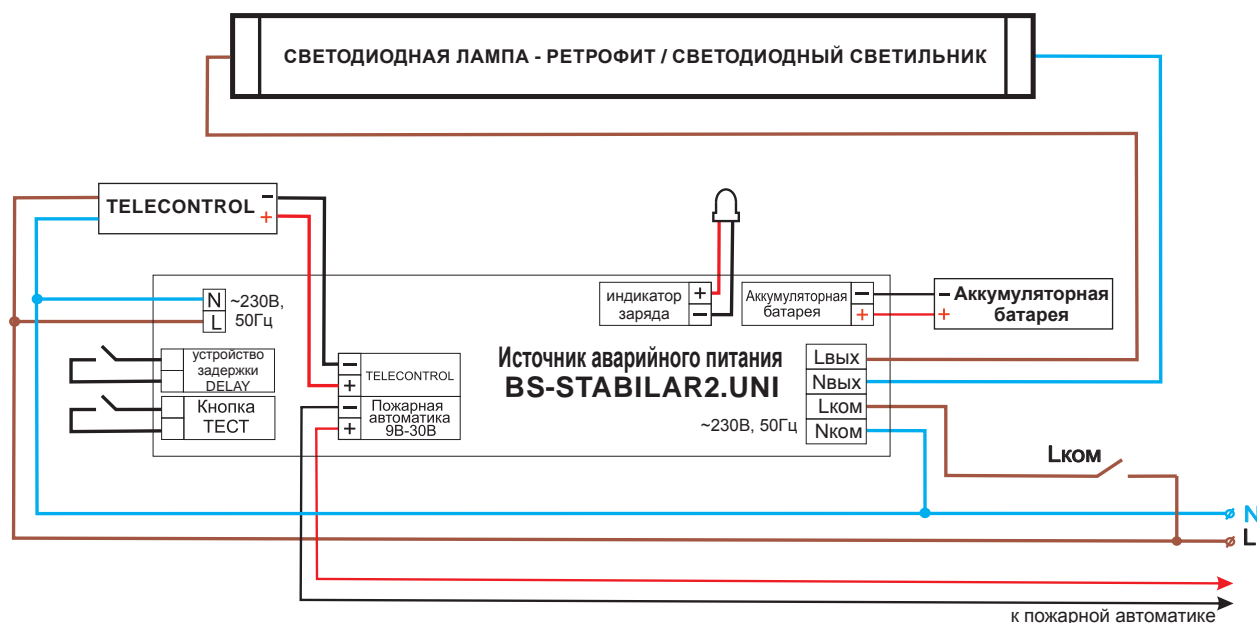 СВЕТОДИОДНАЯ ЛАМПА - РЕТРОФИТ / СВЕТОДИОДНЫЙ СВЕТИЛЬНИК
TELECONTROL
−
+
N
L
~230В,
50Гц
индикатор
заряда
+
−
Аккумуляторная
батарея
−
+
−
+
Аккумуляторная
батарея
устройство
задержки
DELAY
Кнопка
ТЕСТ
−
+
TELECONTROL
−
+
Пожарная
автоматика
9В-30В
Источник аварийного питания
BS-STABILAR2.UNI
~230В, 50Гц
Lвых
Nвых
Lком
Nком
Lком
N
L
к пожарной автоматике